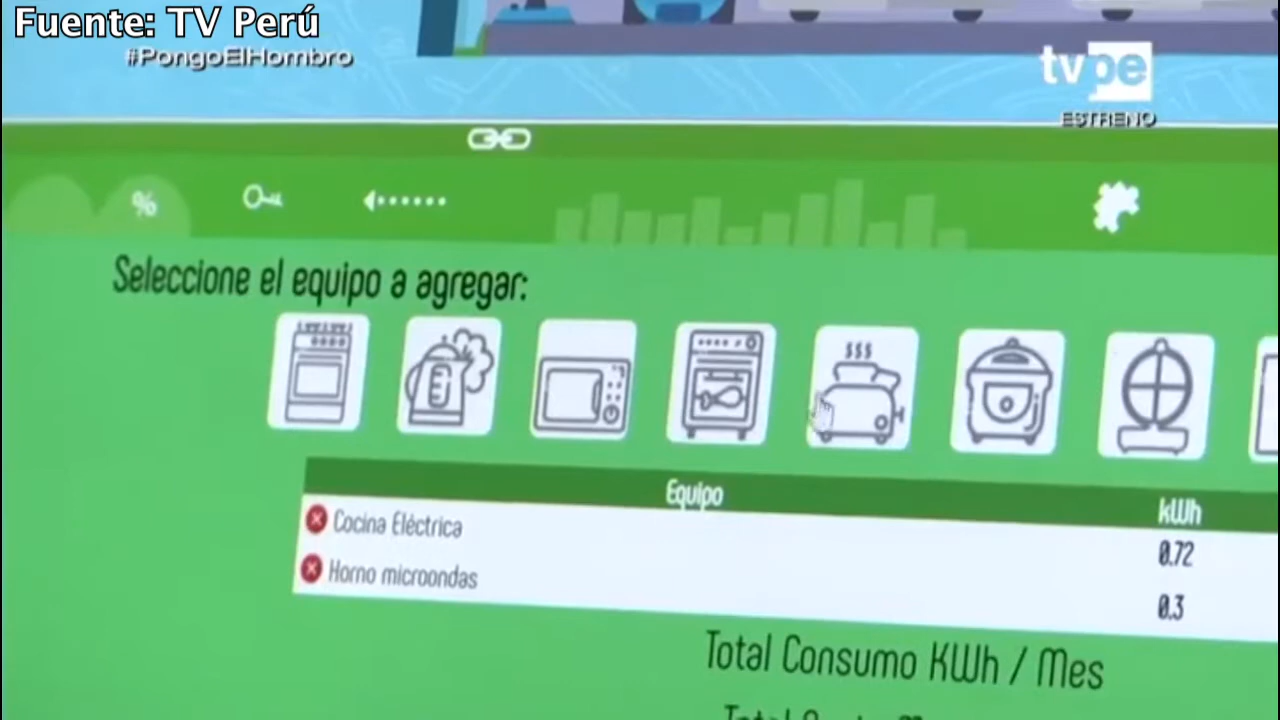 Fuente: TV Perú
#PongoElHombro
tvpe
ESTRENO
%
Seleccione el equipo a agregar:
Equipo kWh
Cocina Eléctrica 0.72
Horno microondas 0.3
Total Consumo KWh / Mes
Total